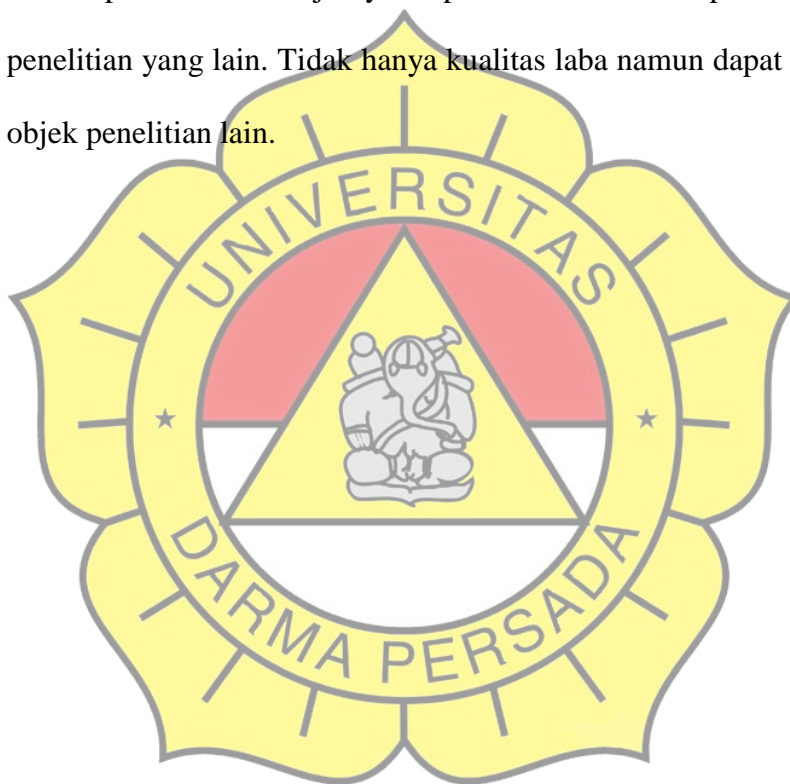 penelitian yang lain. Tidak hanya kualitas laba namun dapat
objek penelitian lain.
UNIVERSITAS
DARMA PERSADA